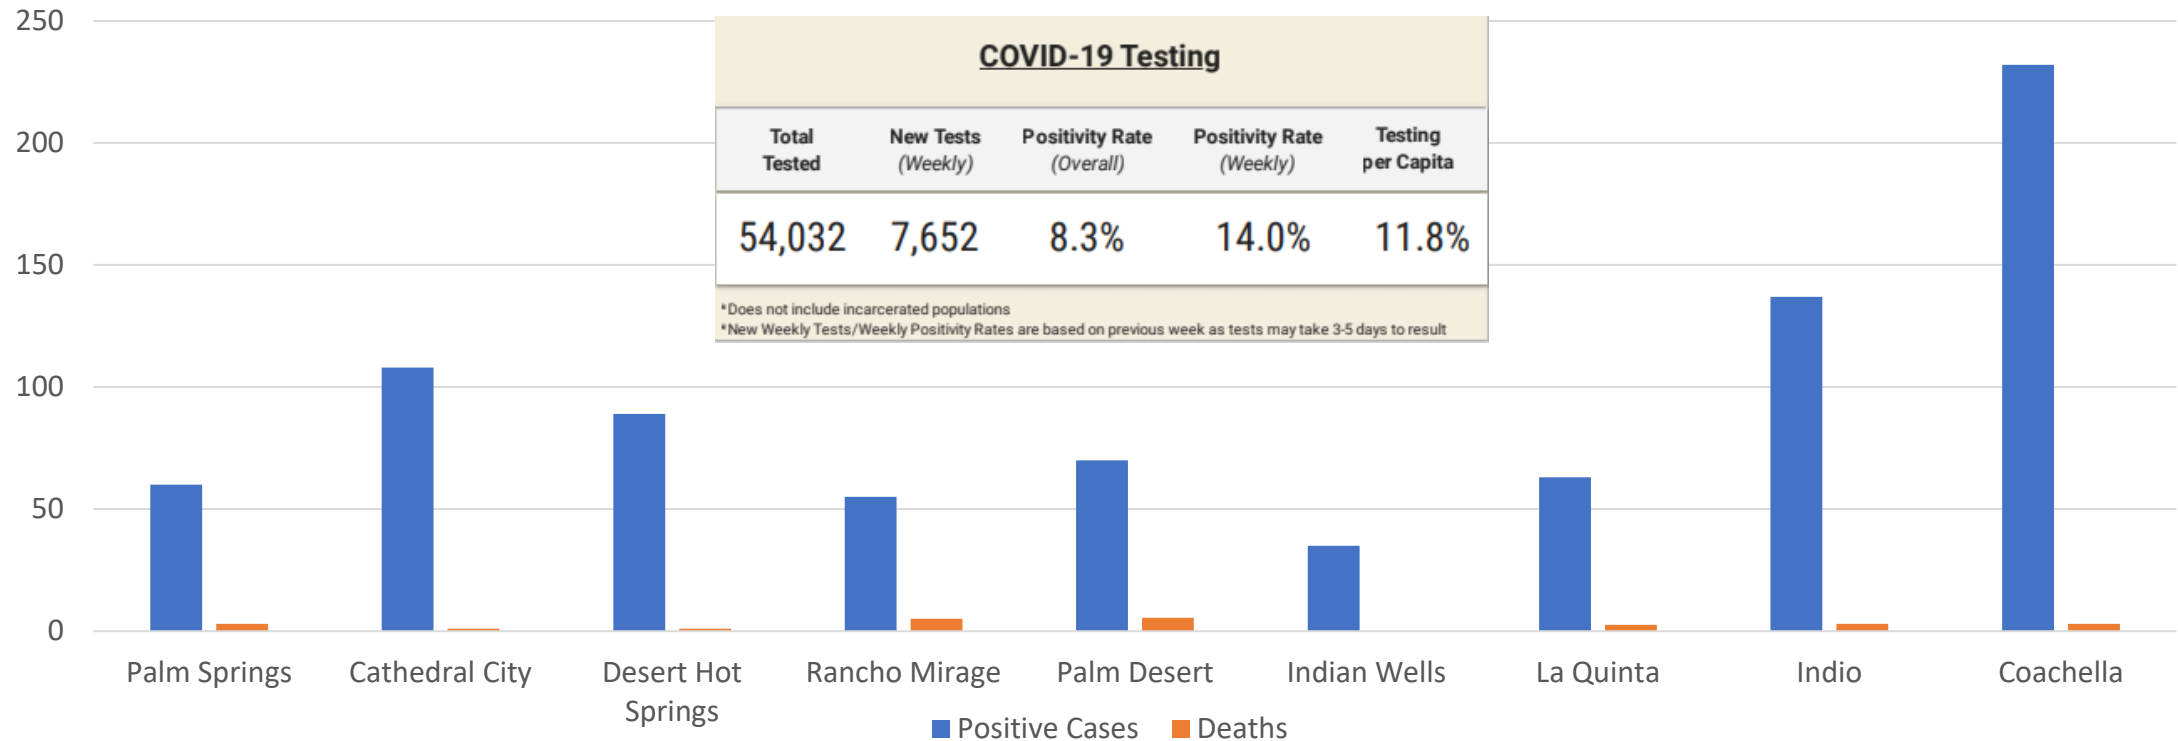 250
200
150
100
50
0
COVID-19 Testing
Total Tested
New Tests (Weekly)
Positivity Rate (Overall)
Positivity Rate (Weekly)
Testing per Capita
54,032 7,652 8.3% 14.0% 11.8%
*Does not include incarcerated populations
*New Weekly Tests/Weekly Positivity Rates are based on previous week as tests may take 3-5 days to result
Palm Springs
Cathedral City
Desert Hot
Springs
Rancho Mirage
Palm Desert
Indian Wells
La Quinta
Indio
Coachella
Positive Cases Deaths